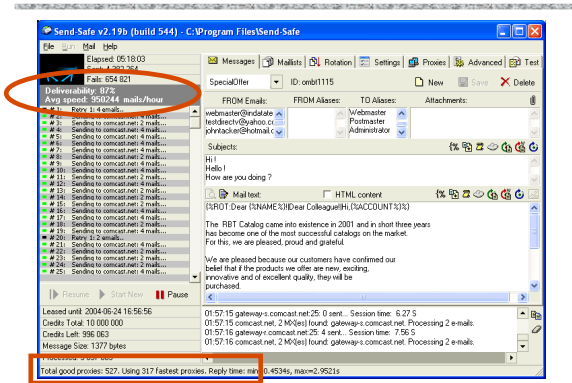 Send-Safe v2.19b (build 544) - C:\Program Files\Send-Safe
File Run Mail Help
Elapsed: 05:18:03
Fails: 654 821
Deliverability: 87%
Avg speed: 950244 mails/hour
# 1: Retry 1: 4 emails...
# 2: Sending to comcast.net: 2 mails...
# 3: Sending to comcast.net: 2 mails...
# 4: Sending to comcast.net: 2 mails...
# 5: Sending to comcast.net: 4 mails...
# 6: Sending to comcast.net: 4 mails...
# 7: Sending to comcast.net: 4 mails...
# 8: Sending to comcast.net: 2 mails...
# 9: Sending to comcast.net: 4 mails...
# 10: Sending to comcast.net: 4 mails...
# 11: Sending to comcast.net: 2 mails...
# 12: Sending to comcast.net: 4 mails...
# 13: Sending to comcast.net: 4 mails...
# 14: Sending to comcast.net: 2 mails...
# 15: Sending to comcast.net: 2 mails...
# 16: Sending to comcast.net: 4 mails...
# 17: Sending to comcast.net: 4 mails...
# 18: Sending to comcast.net: 2 mails...
# 19: Sending to comcast.net: 4 mails...
# 20: Retry 1: 2 emails...
# 21: Sending to comcast.net: 4 mails...
# 22: Sending to comcast.net: 2 mails...
# 23: Sending to comcast.net: 4 mails...
# 24: Sending to comcast.net: 2 mails...
# 25: Sending to comcast.net: 4 mails...
Resume Start New Pause
Leased until: 2004-06-24 16:56:56
Credits Total: 10 000 000
Credits Left: 996 063
Message Size: 1377 bytes
Messages Maillists Rotation Settings Proxies Advanced Test
SpecialOffer ID: ombt1115 New Save Delete
FROM Emails: FROM Aliases: TO Aliases: Attachments:
webmaster@indatate Webmaster
testdirectv@yahoo.cc Postmaster
johntacker@hotmail.c Administrator
Subjects:
Hi !
Hello !
How are you doing ?
Mail text: HTML content
{%ROT:Dear {%NAME%}!|Dear Colleague!|Hi,{%ACCOUNT%}%}
The RBT Catalog came into existence in 2001 and in short three years
has become one of the most successful catalogs on the market.
For this, we are pleased, proud and grateful.
We are pleased because our customers have confirmed our
belief that if the products we offer are new, exciting,
innovative and of excellent quality, they will be
purchased.
01:57:15 gateway-s.comcast.net:25: 0 sent... Session time: 6.27 S
01:57:15 comcast.net, 2 MX(es) found: gateway-s.comcast.net. Processing 2 e-mails.
01:57:16 gateway-r.comcast.net:25: 4 sent... Session time: 7.56 S
01:57:16 comcast.net, 2 MX(es) found: gateway-r.comcast.net. Processing 4 e-mails.
Total good proxies: 527. Using 317 fastest proxies. Reply time: min=0.4534s, max=2.9521s